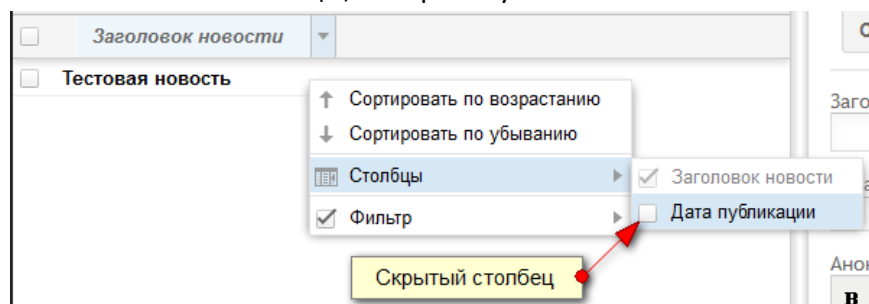 Заголовок новости
Тестовая новость
Сортировать по возрастанию
Сортировать по убыванию
Столбцы
Заголовок новости
Дата публикации
Фильтр
Скрытый столбец
Заго
Анон
B